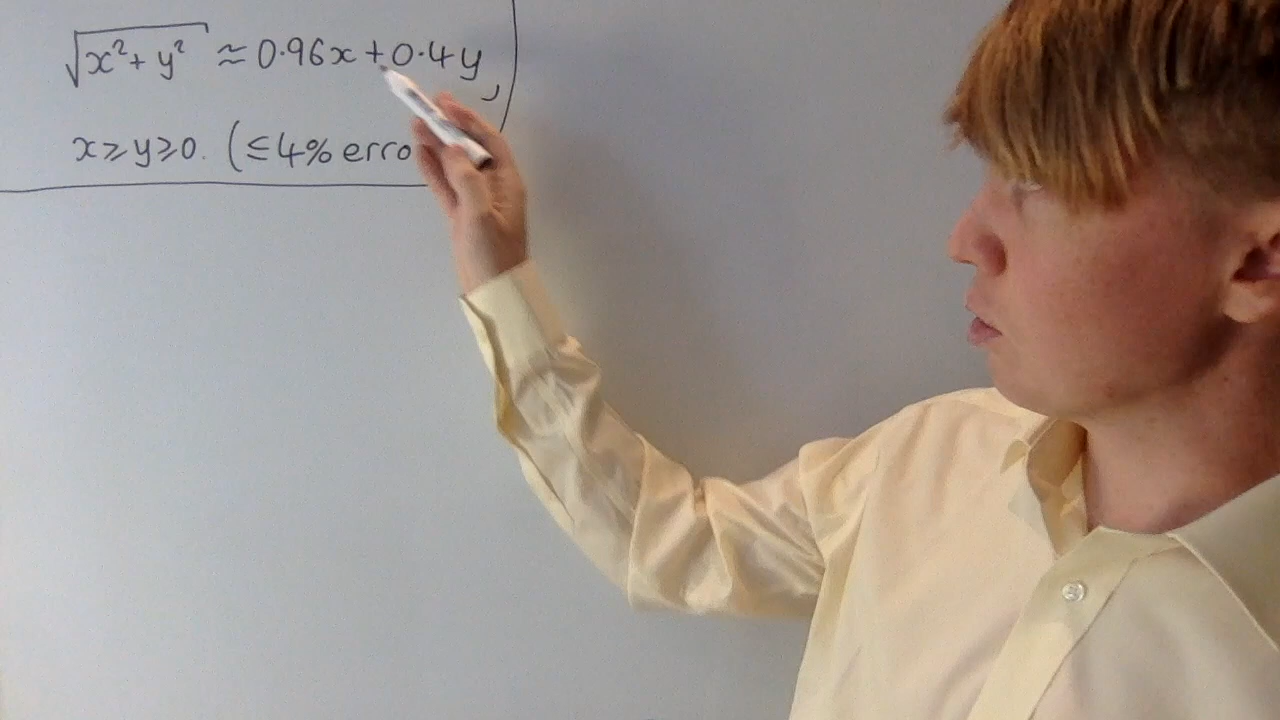 √x²+y² ≈ 0.96x+0.4y,
x⩾y⩾0. (≤4% erro